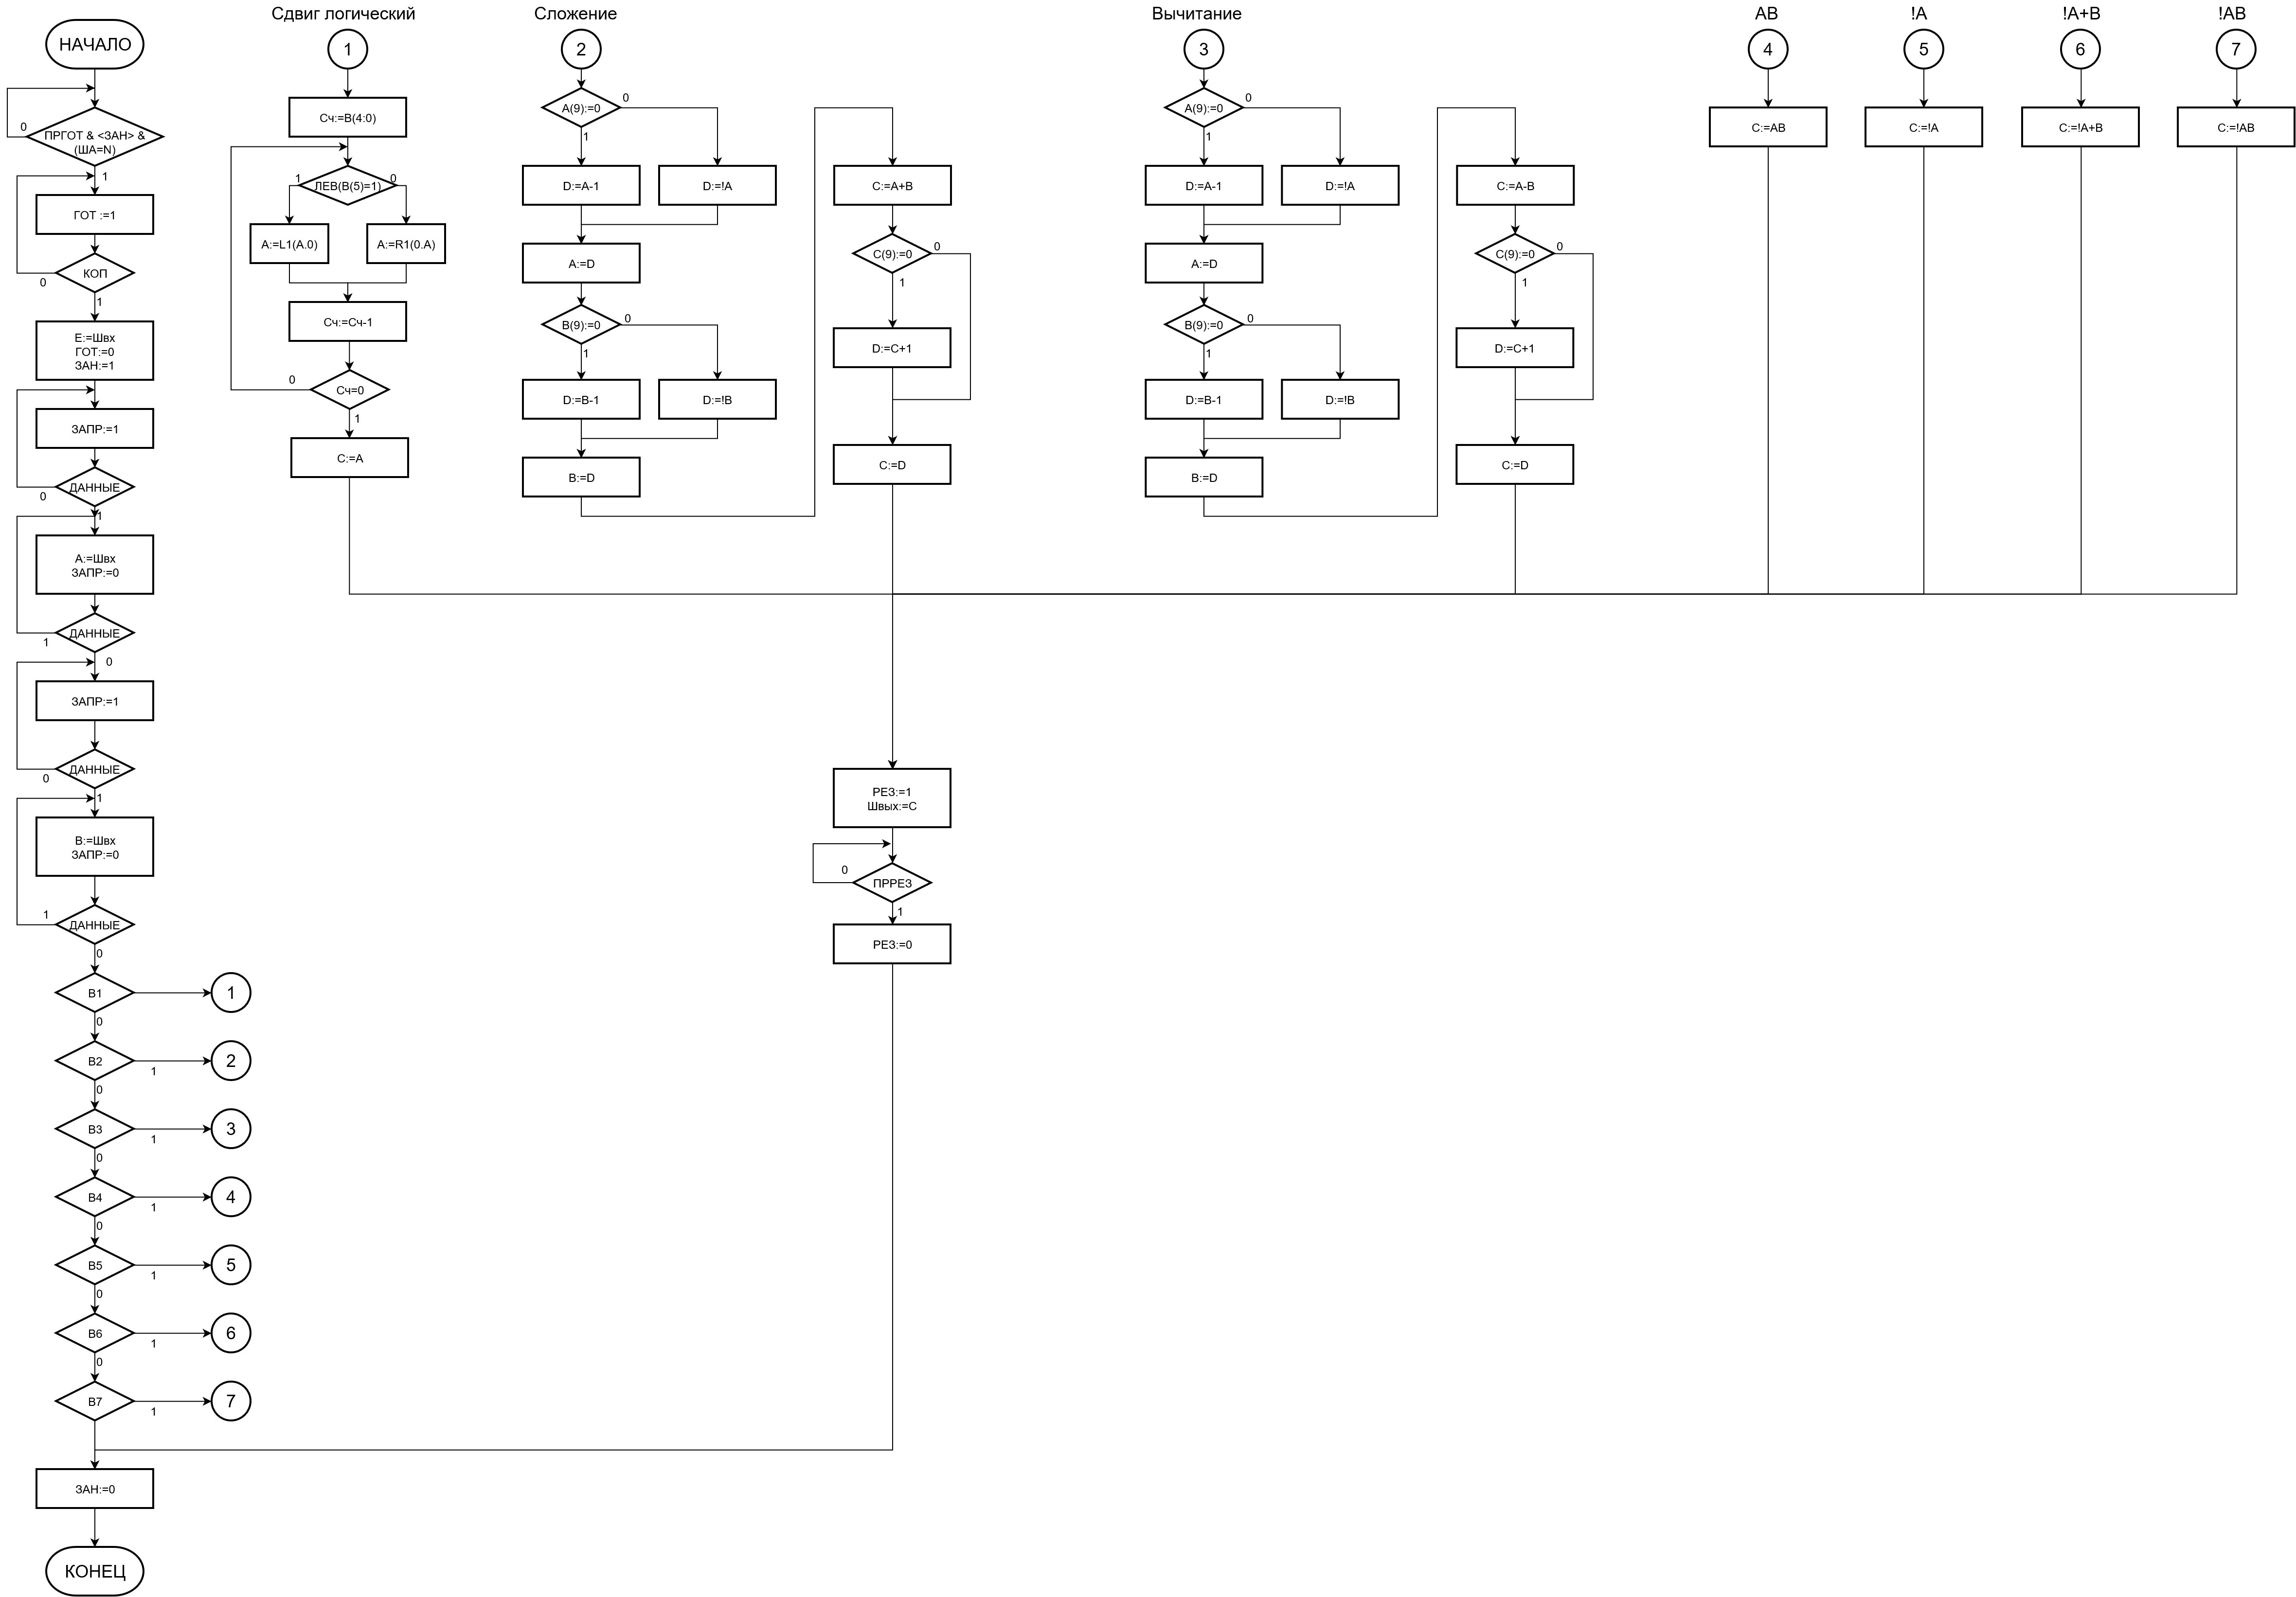 НАЧАЛО
0
ПРГОТ & <ЗАН> &
(ША=N)
1
ГОТ :=1
КОП
0
1
Е:=Швх
ГОТ:=0
ЗАН:=1
ЗАПР:=1
ДАННЫЕ
0
1
А:=Швх
ЗАПР:=0
ДАННЫЕ
1
0
ЗАПР:=1
ДАННЫЕ
0
1
В:=Швх
ЗАПР:=0
1
ДАННЫЕ
0
В1
1
0
В2
2
1
0
В3
3
1
0
В4
4
1
0
В5
5
1
0
В6
6
1
0
В7
7
1
ЗАН:=0
КОНЕЦ
Сдвиг логический
1
Сч:=В(4:0)
1
ЛЕВ(В(5)=1)
0
А:=L1(А.0)
А:=R1(0.А)
Сч:=Сч-1
0
Сч=0
1
С:=А
Сложение
2
А(9):=0
0
1
D:=А-1
D:=!А
А:=D
В(9):=0
0
1
D:=В-1
D:=!В
В:=D
С:=А+В
С(9):=0
0
1
D:=С+1
С:=D
РЕЗ:=1
Швых:=С
0
ПРРЕЗ
1
РЕЗ:=0
Вычитание
3
А(9):=0
0
1
D:=А-1
D:=!А
А:=D
В(9):=0
0
1
D:=В-1
D:=!В
В:=D
С:=А-В
С(9):=0
0
1
D:=С+1
С:=D
АВ
4
С:=АВ
!А
5
С:=!А
!А+В
6
С:=!А+В
!АВ
7
С:=!АВ